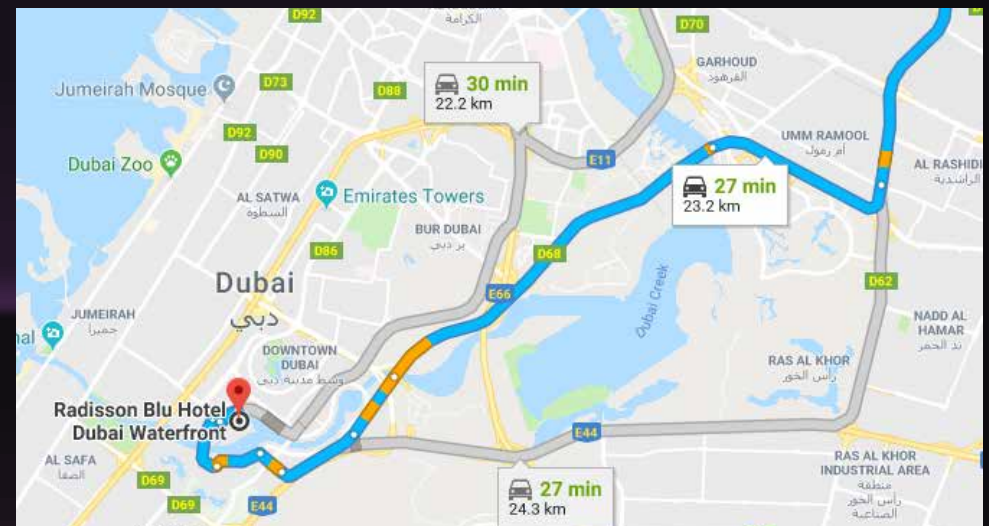 D92
الكرامة
D70
GARHOUD
القرهود
Jumeirah Mosque
D73
D88
30 min
22.2 km
D92
UMM RAMOOL
أم رمول
Dubai Zoo
D90
E11
AL RASHIDI
الراشدية
27 min
23.2 km
AL SATWA
السطوة
Emirates Towers
BUR DUBAI
بر دبي
D86
D68
Dubai
دبي
E66
Dubai Creek
D62
JUMEIRAH
جميرا
NADD AL
HAMAR
ند الحمر
nal
DOWNTOWN
DUBAI
وسط مدينة دبي
RAS AL KHOR
رأس الخور
Radisson Blu Hotel
Dubai Waterfront
E44
AL SAFA
الصفا
D69
RAS AL KHOR
INDUSTRIAL AREA
منطقة
رأس الخور
الصناعية
D69
E44
27 min
24.3 km